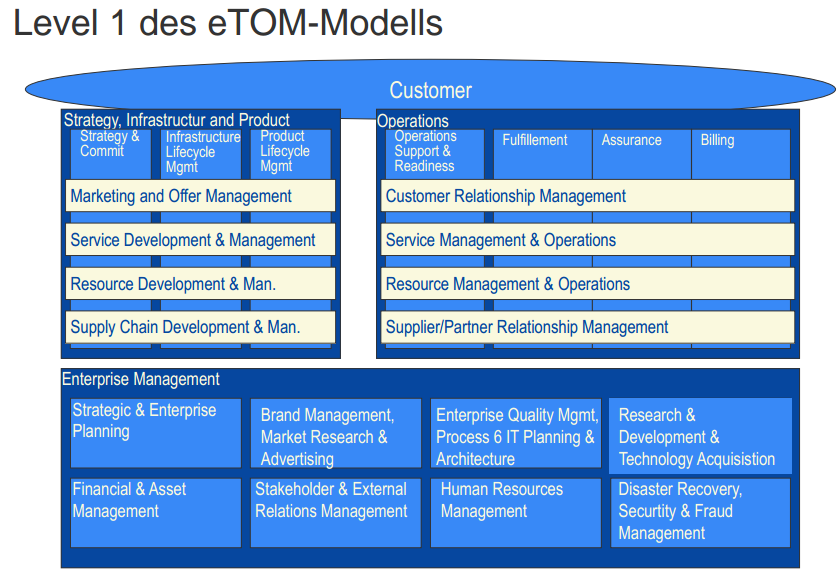 Level 1 des eTOM-Modells
Customer
Strategy, Infrastructur and Product
Strategy &
Commit
Infrastructure
Lifecycle
Mgmt
Product
Lifecycle
Mgmt
Marketing and Offer Management
Service Development & Management
Resource Development & Man.
Supply Chain Development & Man.
Operations
Operations
Support &
Readiness
Fulfillement
Assurance
Billing
Customer Relationship Management
Service Management & Operations
Resource Management & Operations
Supplier/Partner Relationship Management
Enterprise Management
Strategic & Enterprise
Planning
Brand Management,
Market Research &
Advertising
Enterprise Quality Mgmt,
Process 6 IT Planning &
Architecture
Research &
Development &
Technology Acquisistion
Financial & Asset
Management
Stakeholder & External
Relations Management
Human Resources
Management
Disaster Recovery,
Securtity & Fraud
Management